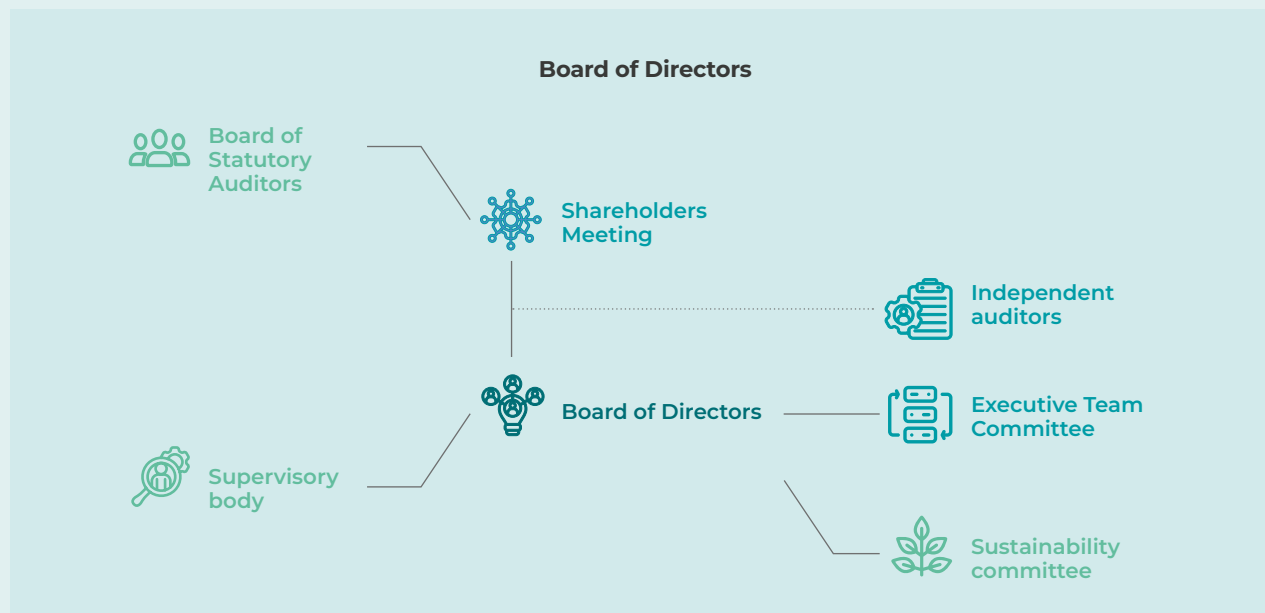 Board of Directors
Board of
Statutory
Auditors
Shareholders
Meeting
Independent
auditors
Board of Directors
Executive Team
Committee
Supervisory
body
Sustainability
committee